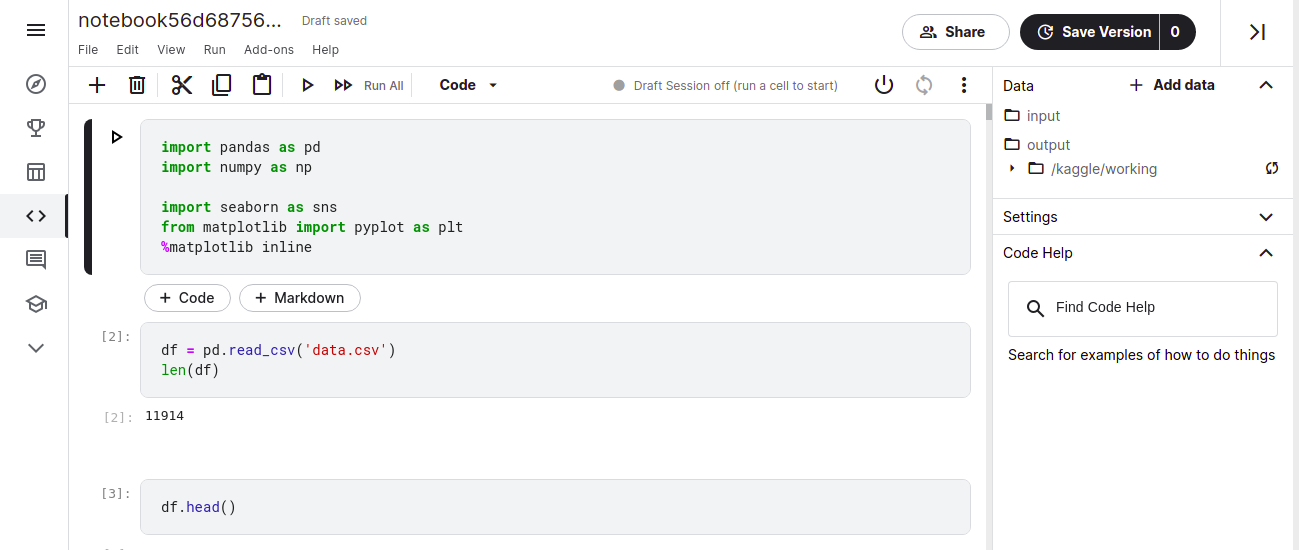 notebook56d68756...
Draft saved
File Edit View Run Add-ons Help
Share
Save Version 0
Run All
Code
Draft Session off (run a cell to start)
import pandas as pd
import numpy as np
import seaborn as sns
from matplotlib import pyplot as plt
%matplotlib inline
+ Code
+ Markdown
[2]:
df = pd.read_csv('data.csv')
len(df)
[2]:
11914
[3]:
df.head()
Data
+ Add data
input
output
/kaggle/working
Settings
Code Help
Find Code Help
Search for examples of how to do things